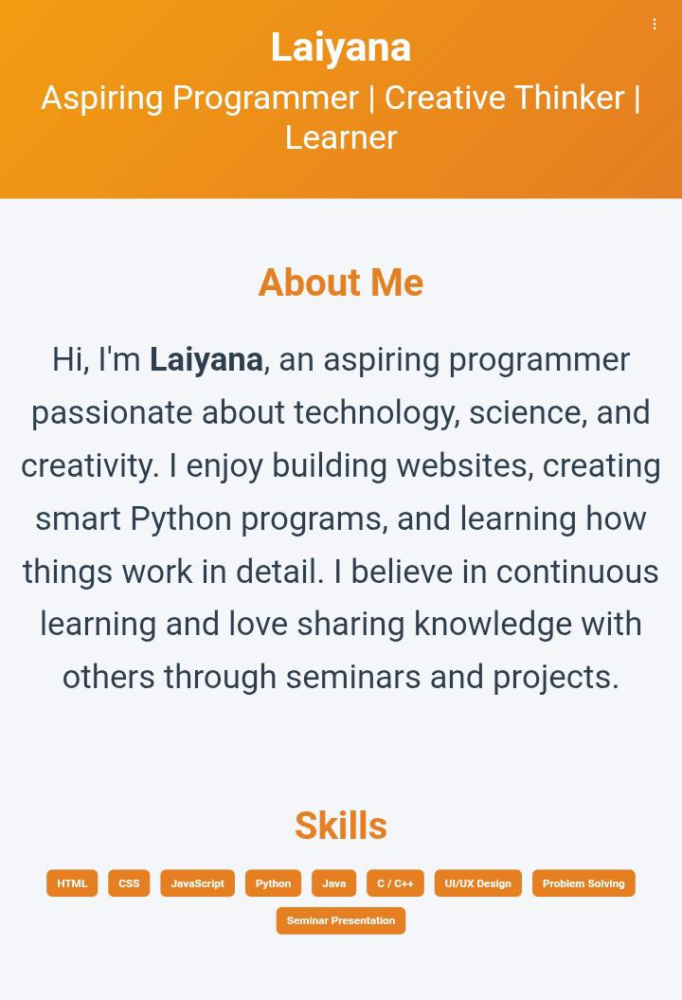 Laiyana
Aspiring Programmer | Creative Thinker |
Learner
About Me
Hi, I'm Laiyana, an aspiring programmer
passionate about technology, science, and
creativity. I enjoy building websites, creating
smart Python programs, and learning how
things work in detail. I believe in continuous
learning and love sharing knowledge with
others through seminars and projects.
Skills
HTML CSS JavaScript Python Java C / C++ UI/UX Design Problem Solving
Seminar Presentation